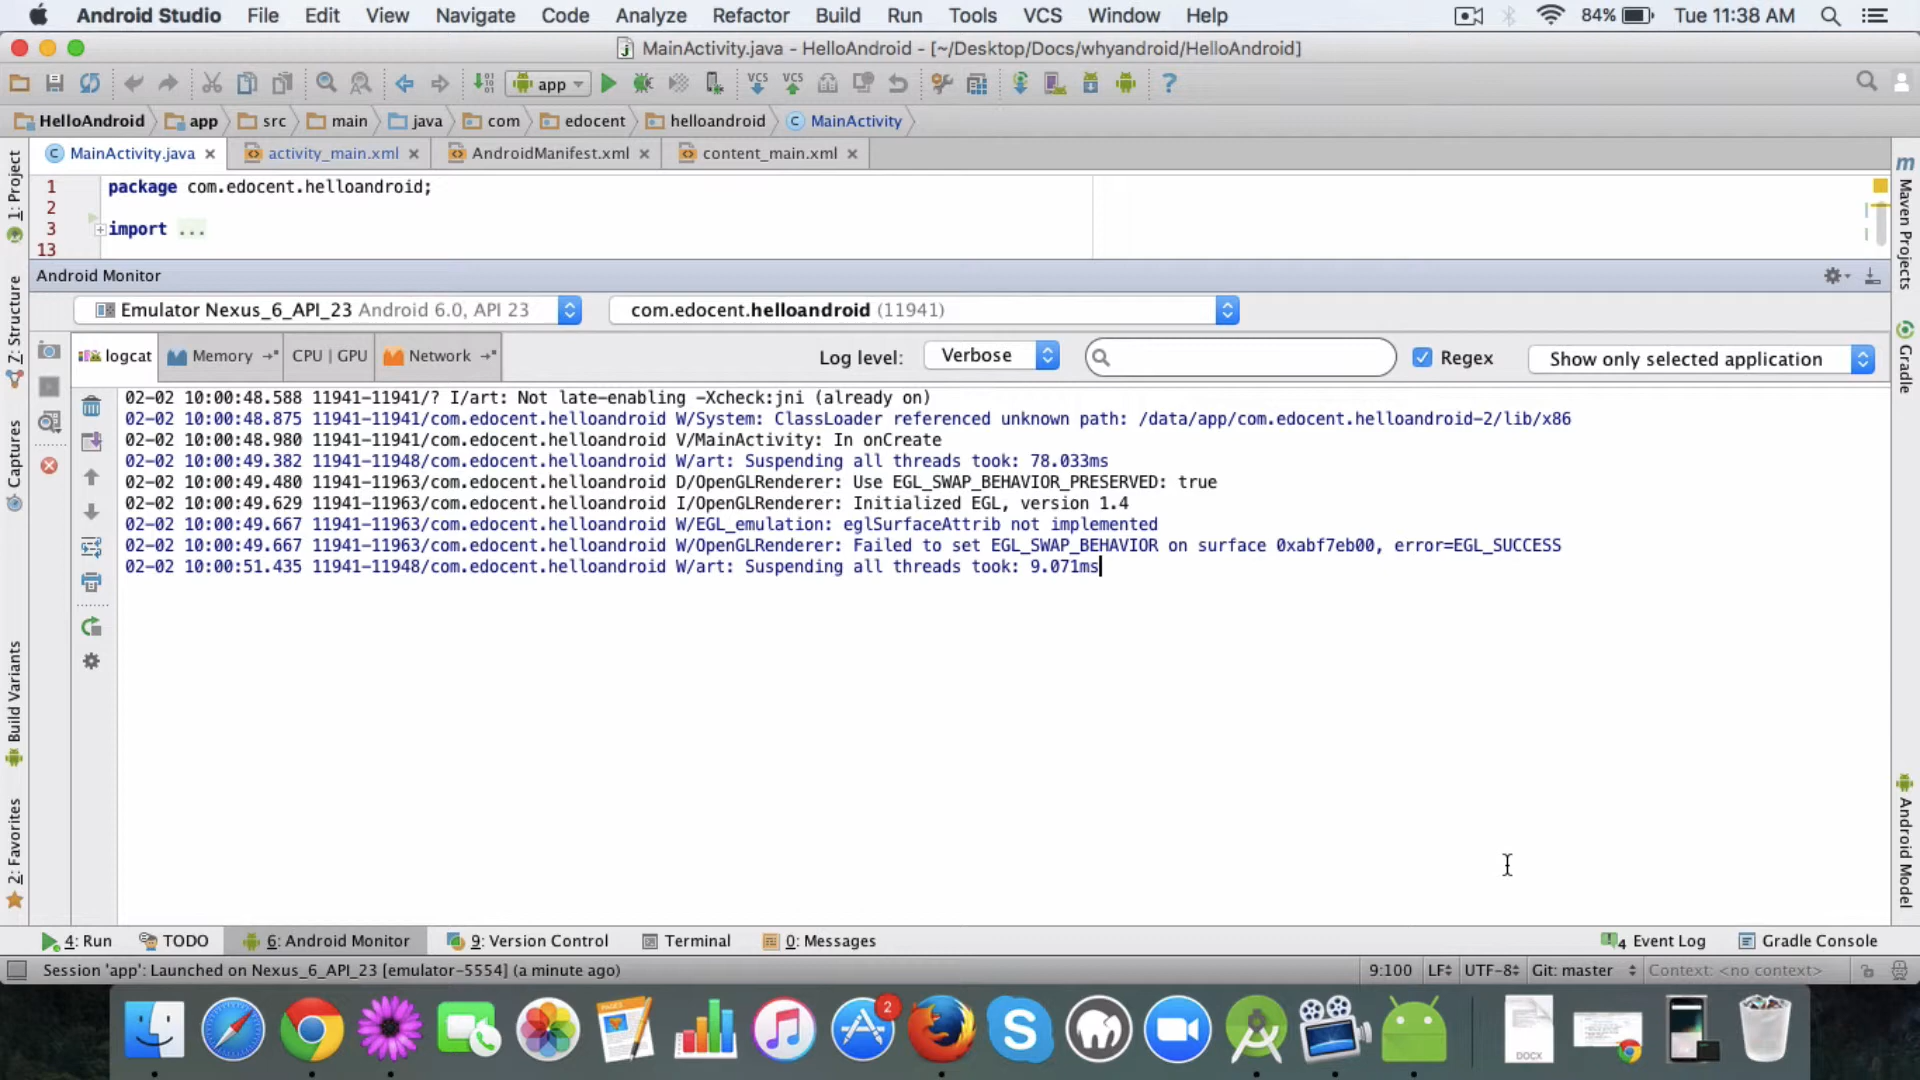 Android Studio File Edit View Navigate Code Analyze Refactor Build Run Tools VCS Window Help 84% Tue 11:38 AM
MainActivity.java - HelloAndroid - [~/Desktop/Docs/whyandroid/HelloAndroid]
app VCS VCS ?
HelloAndroid app src main java com edocent helloandroid C MainActivity
C MainActivity.java activity_main.xml AndroidManifest.xml content_main.xml
1 package com.edocent.helloandroid;
2
3 import ...
13
1: Project
Z: Structure
Captures
Build Variants
2: Favorites
m Maven Projects
Gradle
Android Model
Android Monitor
Emulator Nexus_6_API_23 Android 6.0, API 23 com.edocent.helloandroid (11941)
logcat Memory CPU | GPU Network Log level: Verbose Regex Show only selected application
02-02 10:00:48.588 11941-11941/? I/art: Not late-enabling -Xcheck:jni (already on)
02-02 10:00:48.875 11941-11941/com.edocent.helloandroid W/System: ClassLoader referenced unknown path: /data/app/com.edocent.helloandroid-2/lib/x86
02-02 10:00:48.980 11941-11941/com.edocent.helloandroid V/MainActivity: In onCreate
02-02 10:00:49.382 11941-11948/com.edocent.helloandroid W/art: Suspending all threads took: 78.033ms
02-02 10:00:49.480 11941-11963/com.edocent.helloandroid D/OpenGLRenderer: Use EGL_SWAP_BEHAVIOR_PRESERVED: true
02-02 10:00:49.629 11941-11963/com.edocent.helloandroid I/OpenGLRenderer: Initialized EGL, version 1.4
02-02 10:00:49.667 11941-11963/com.edocent.helloandroid W/EGL_emulation: eglSurfaceAttrib not implemented
02-02 10:00:49.667 11941-11963/com.edocent.helloandroid W/OpenGLRenderer: Failed to set EGL_SWAP_BEHAVIOR on surface 0xabf7eb00, error=EGL_SUCCESS
02-02 10:00:51.435 11941-11948/com.edocent.helloandroid W/art: Suspending all threads took: 9.071ms
4: Run TODO 6: Android Monitor 9: Version Control Terminal 0: Messages 4 Event Log Gradle Console
Session 'app': Launched on Nexus_6_API_23 [emulator-5554] (a minute ago) 9:100 LF UTF-8 Git: master Context: <no context>
PAGES 2 S DOCX